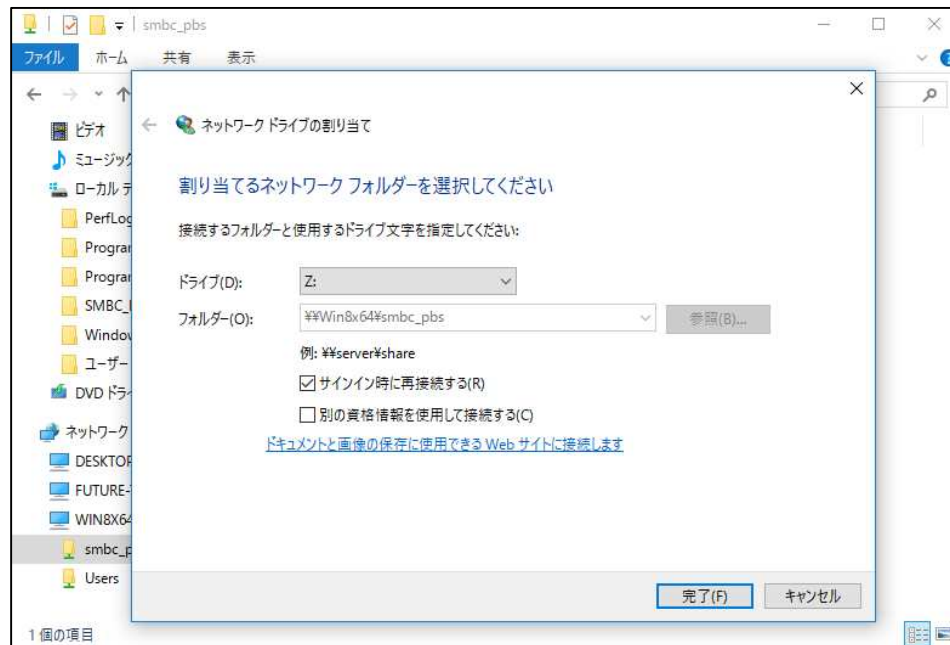 smbc_pbs
ファイル ホーム 共有 表示
ビデオ
ミュージック
ローカル デ
PerfLog
Program
Program
SMBC_
Window
ユーザー
DVD ドラ
ネットワーク
DESKTOP
FUTURE-
WIN8X64
smbc_p
Users
1 個の項目
ネットワーク ドライブの割り当て
割り当てるネットワーク フォルダーを選択してください
接続するフォルダーと使用するドライブ文字を指定してください:
ドライブ(D): Z:
フォルダー(O): ¥¥Win8x64¥smbc_pbs 参照(B)...
例: ¥¥server¥share
サインイン時に再接続する(R)
別の資格情報を使用して接続する(C)
ドキュメントと画像の保存に使用できる Web サイトに接続します
完了(F) キャンセル